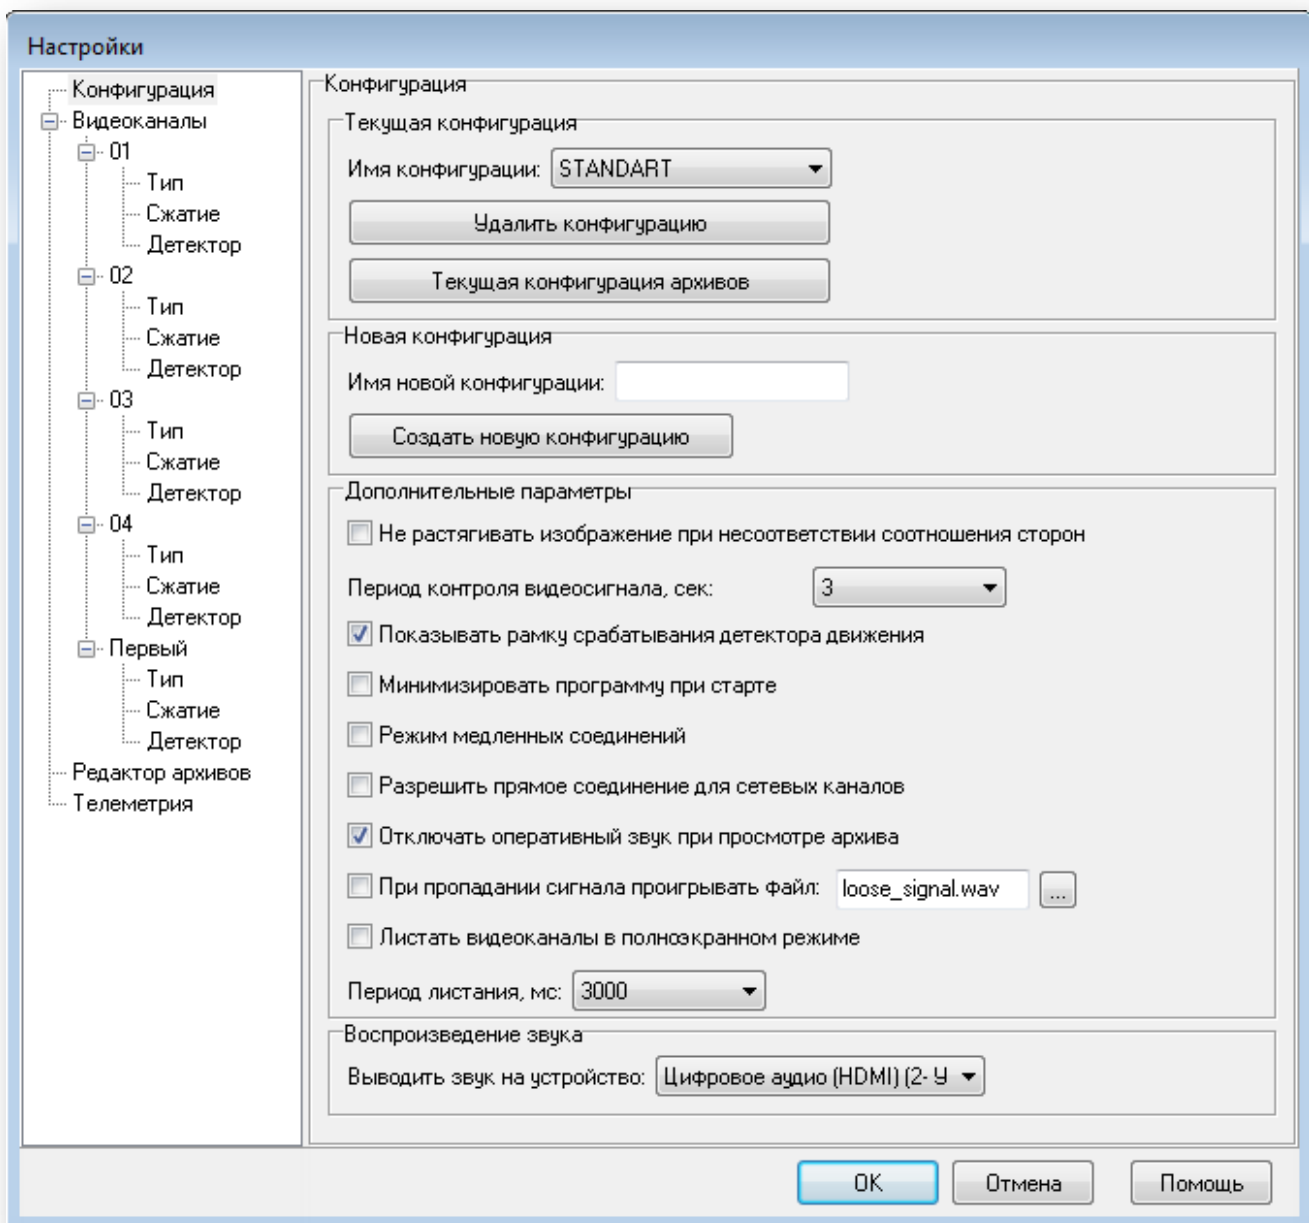 Настройки
Конфигурация
Видеоканалы
01
Тип
Сжатие
Детектор
02
Тип
Сжатие
Детектор
03
Тип
Сжатие
Детектор
04
Тип
Сжатие
Детектор
Первый
Тип
Сжатие
Детектор
Редактор архивов
Телеметрия
Конфигурация
Текущая конфигурация
Имя конфигурации: STANDART
Удалить конфигурацию
Текущая конфигурация архивов
Новая конфигурация
Имя новой конфигурации:
Создать новую конфигурацию
Дополнительные параметры
Не растягивать изображение при несоответствии соотношения сторон
Период контроля видеосигнала, сек: 3
Показывать рамку срабатывания детектора движения
Минимизировать программу при старте
Режим медленных соединений
Разрешить прямое соединение для сетевых каналов
Отключать оперативный звук при просмотре архива
При пропадании сигнала проигрывать файл: loose_signal.wav ...
Листать видеоканалы в полноэкранном режиме
Период листания, мс: 3000
Воспроизведение звука
Выводить звук на устройство: Цифровое аудио (HDMI) (2- У
OK Отмена Помощь